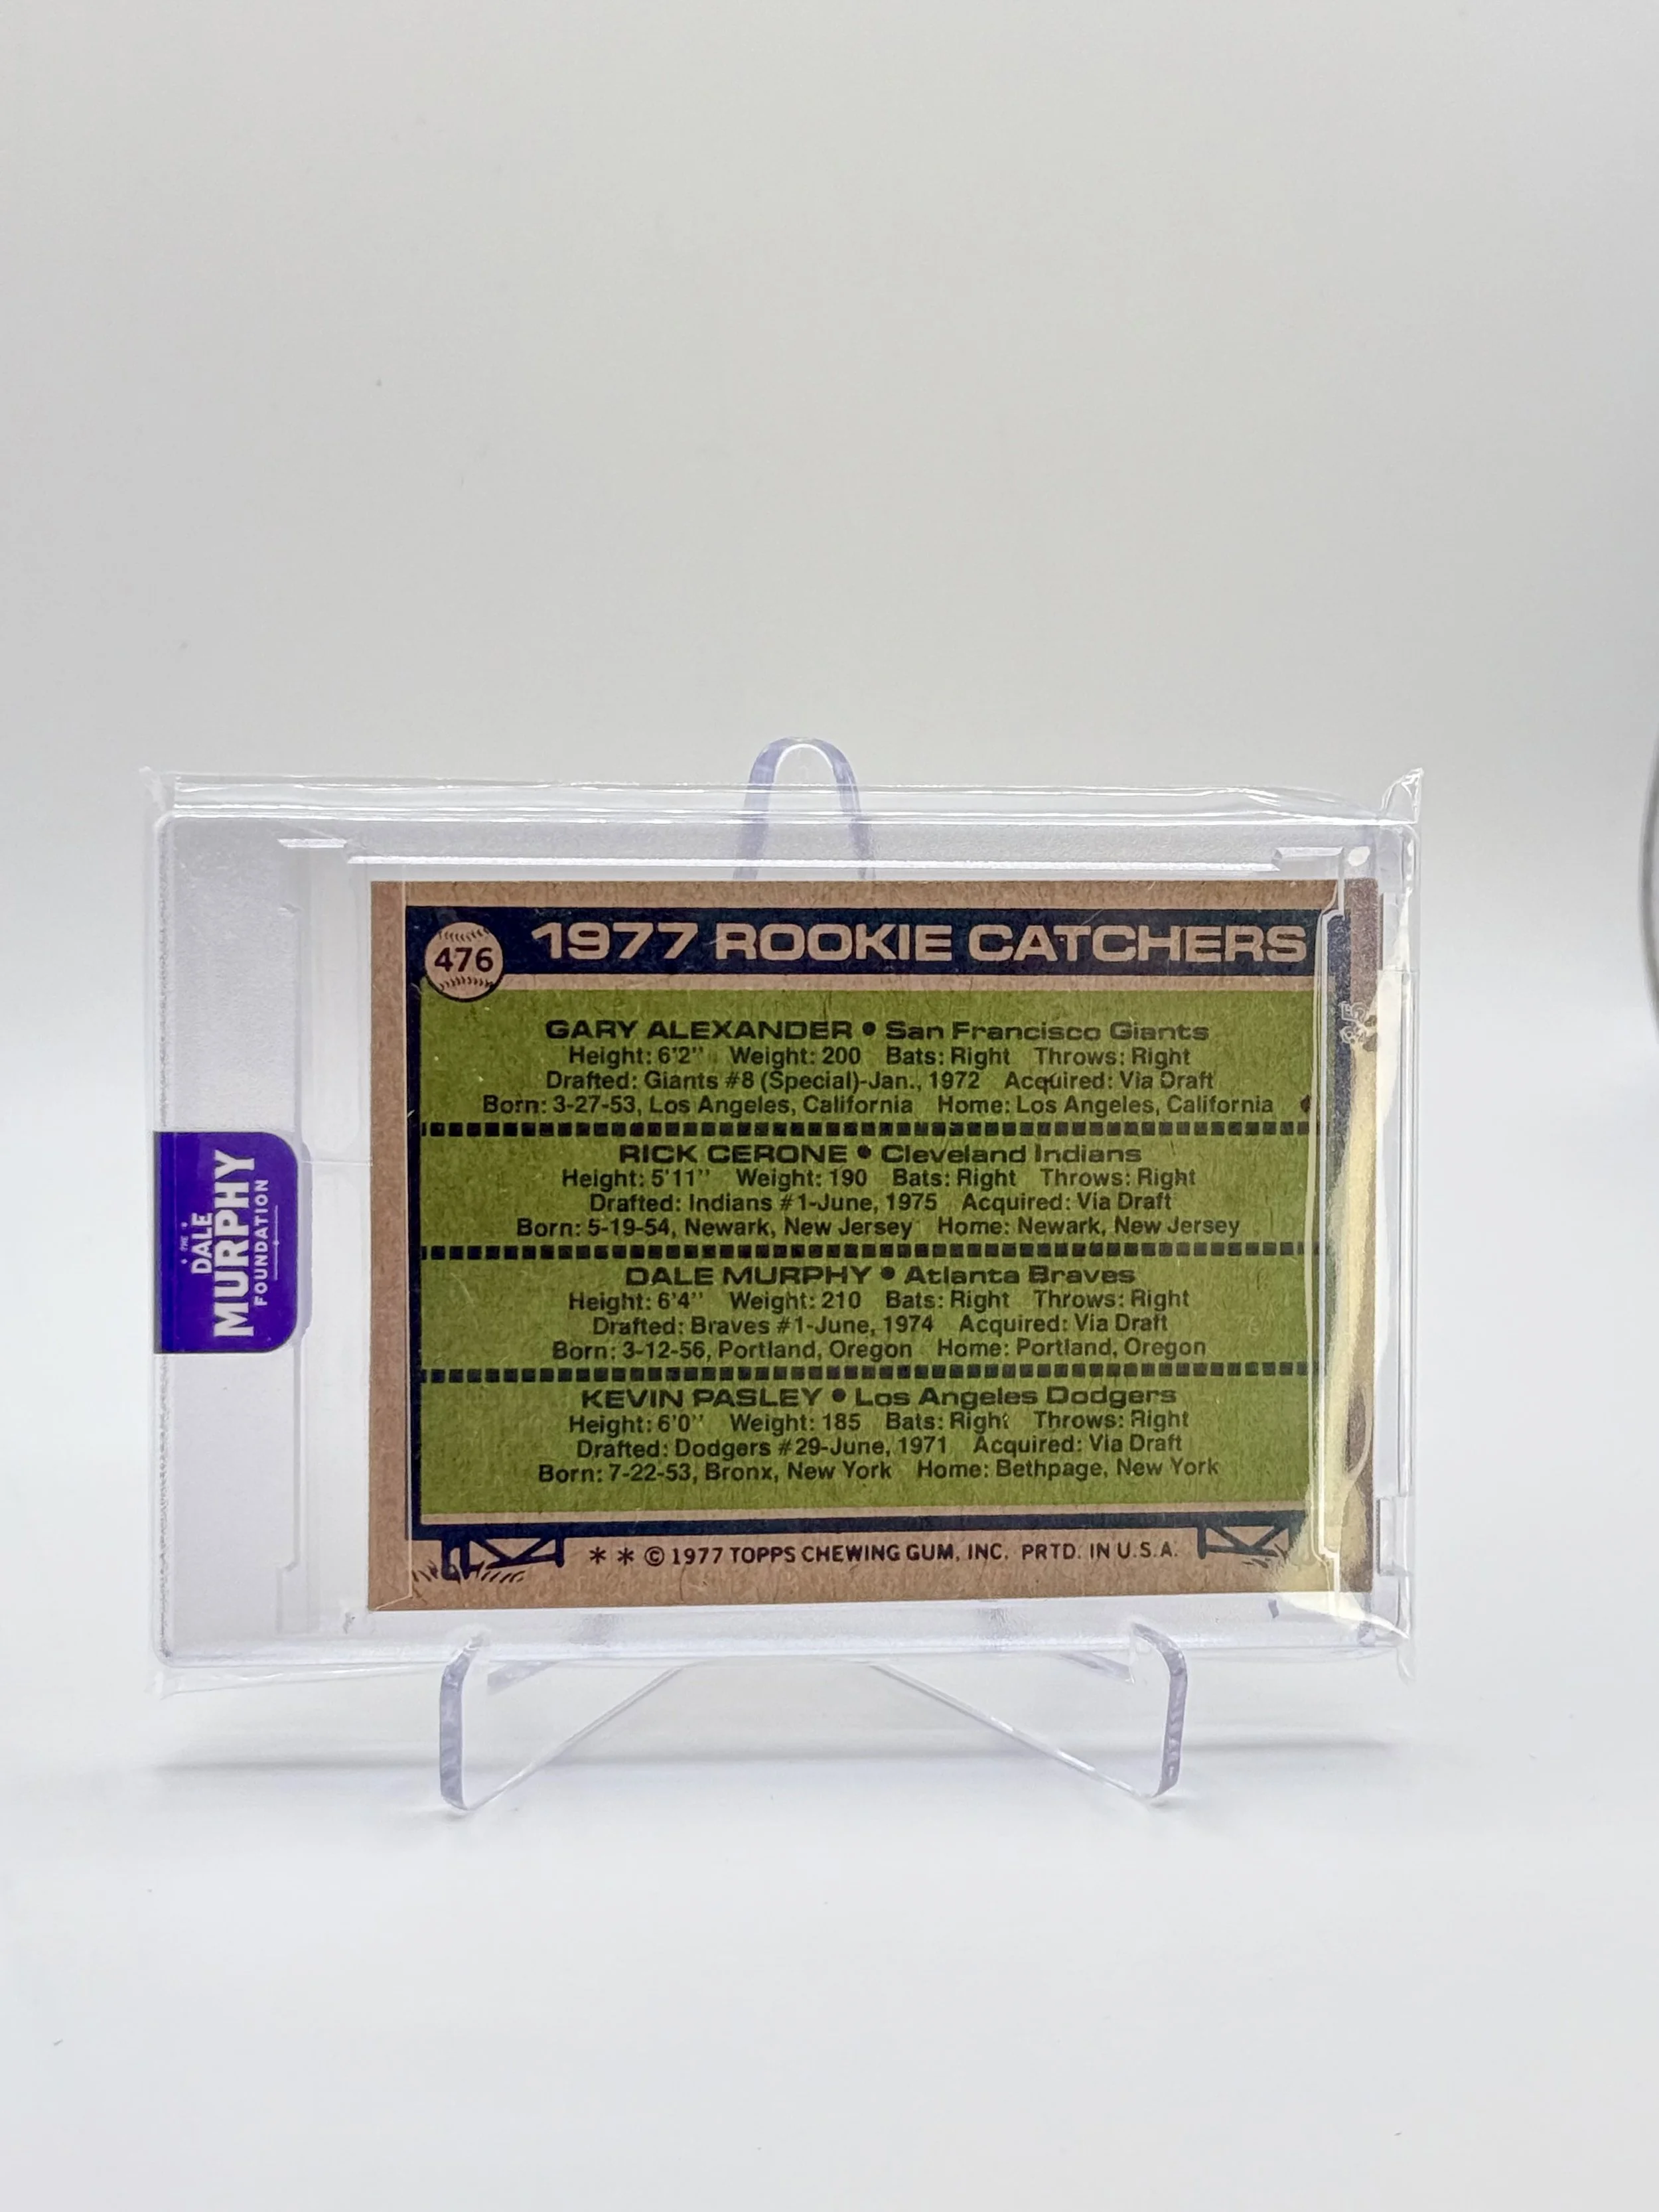 476
1977 ROOKIE CATCHERS
GARY ALEXANDER • San Francisco Giants
Height: 6'2" Weight: 200 Bats: Right Throws: Right
Drafted: Giants #8 (Special)-Jan., 1972 Acquired: Via Draft
Born: 3-27-53, Los Angeles, California Home: Los Angeles, California
RICK CERONE • Cleveland Indians
Height: 5'11" Weight: 190 Bats: Right Throws: Right
Drafted: Indians #1-June, 1975 Acquired: Via Draft
Born: 5-19-54, Newark, New Jersey Home: Newark, New Jersey
DALE MURPHY • Atlanta Braves
Height: 6'4" Weight: 210 Bats: Right Throws: Right
Drafted: Braves #1-June, 1974 Acquired: Via Draft
Born: 3-12-56, Portland, Oregon Home: Portland, Oregon
KEVIN PASLEY • Los Angeles Dodgers
Height: 6'0" Weight: 185 Bats: Right Throws: Right
Drafted: Dodgers #29-June, 1971 Acquired: Via Draft
Born: 7-22-53, Bronx, New York Home: Bethpage, New York
* * © 1977 TOPPS CHEWING GUM, INC. PRTD. IN U.S.A.
• THE •
DALE
MURPHY
FOUNDATION